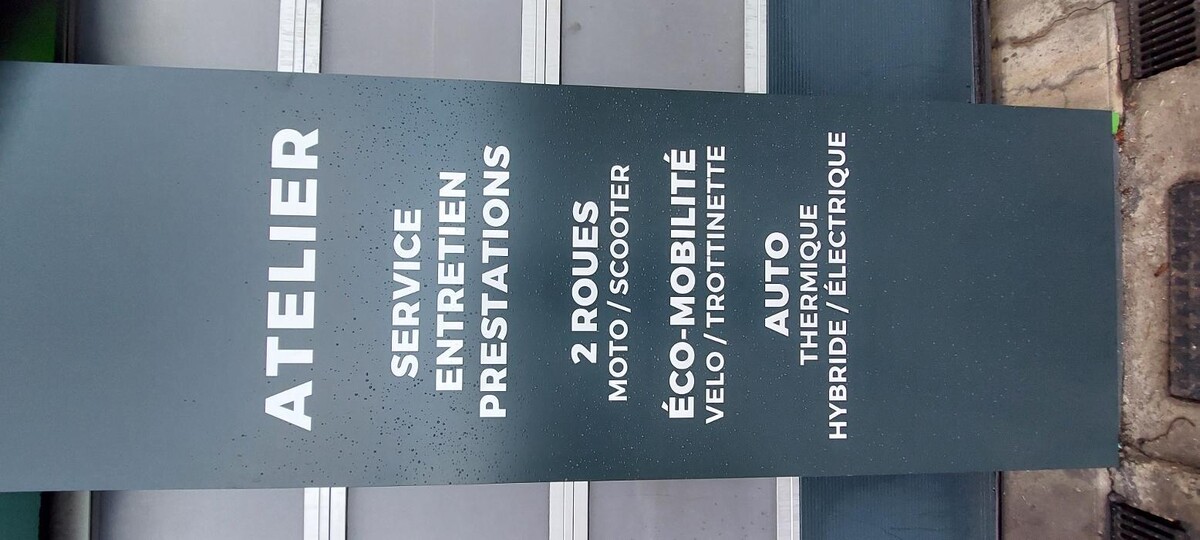 ATELIER
SERVICE
ENTRETIEN
PRESTATIONS
2 ROUES
MOTO / SCOOTER
ÉCO-MOBILITÉ
VELO / TROTTINETTE
AUTO
THERMIQUE
HYBRIDE / ÉLECTRIQUE